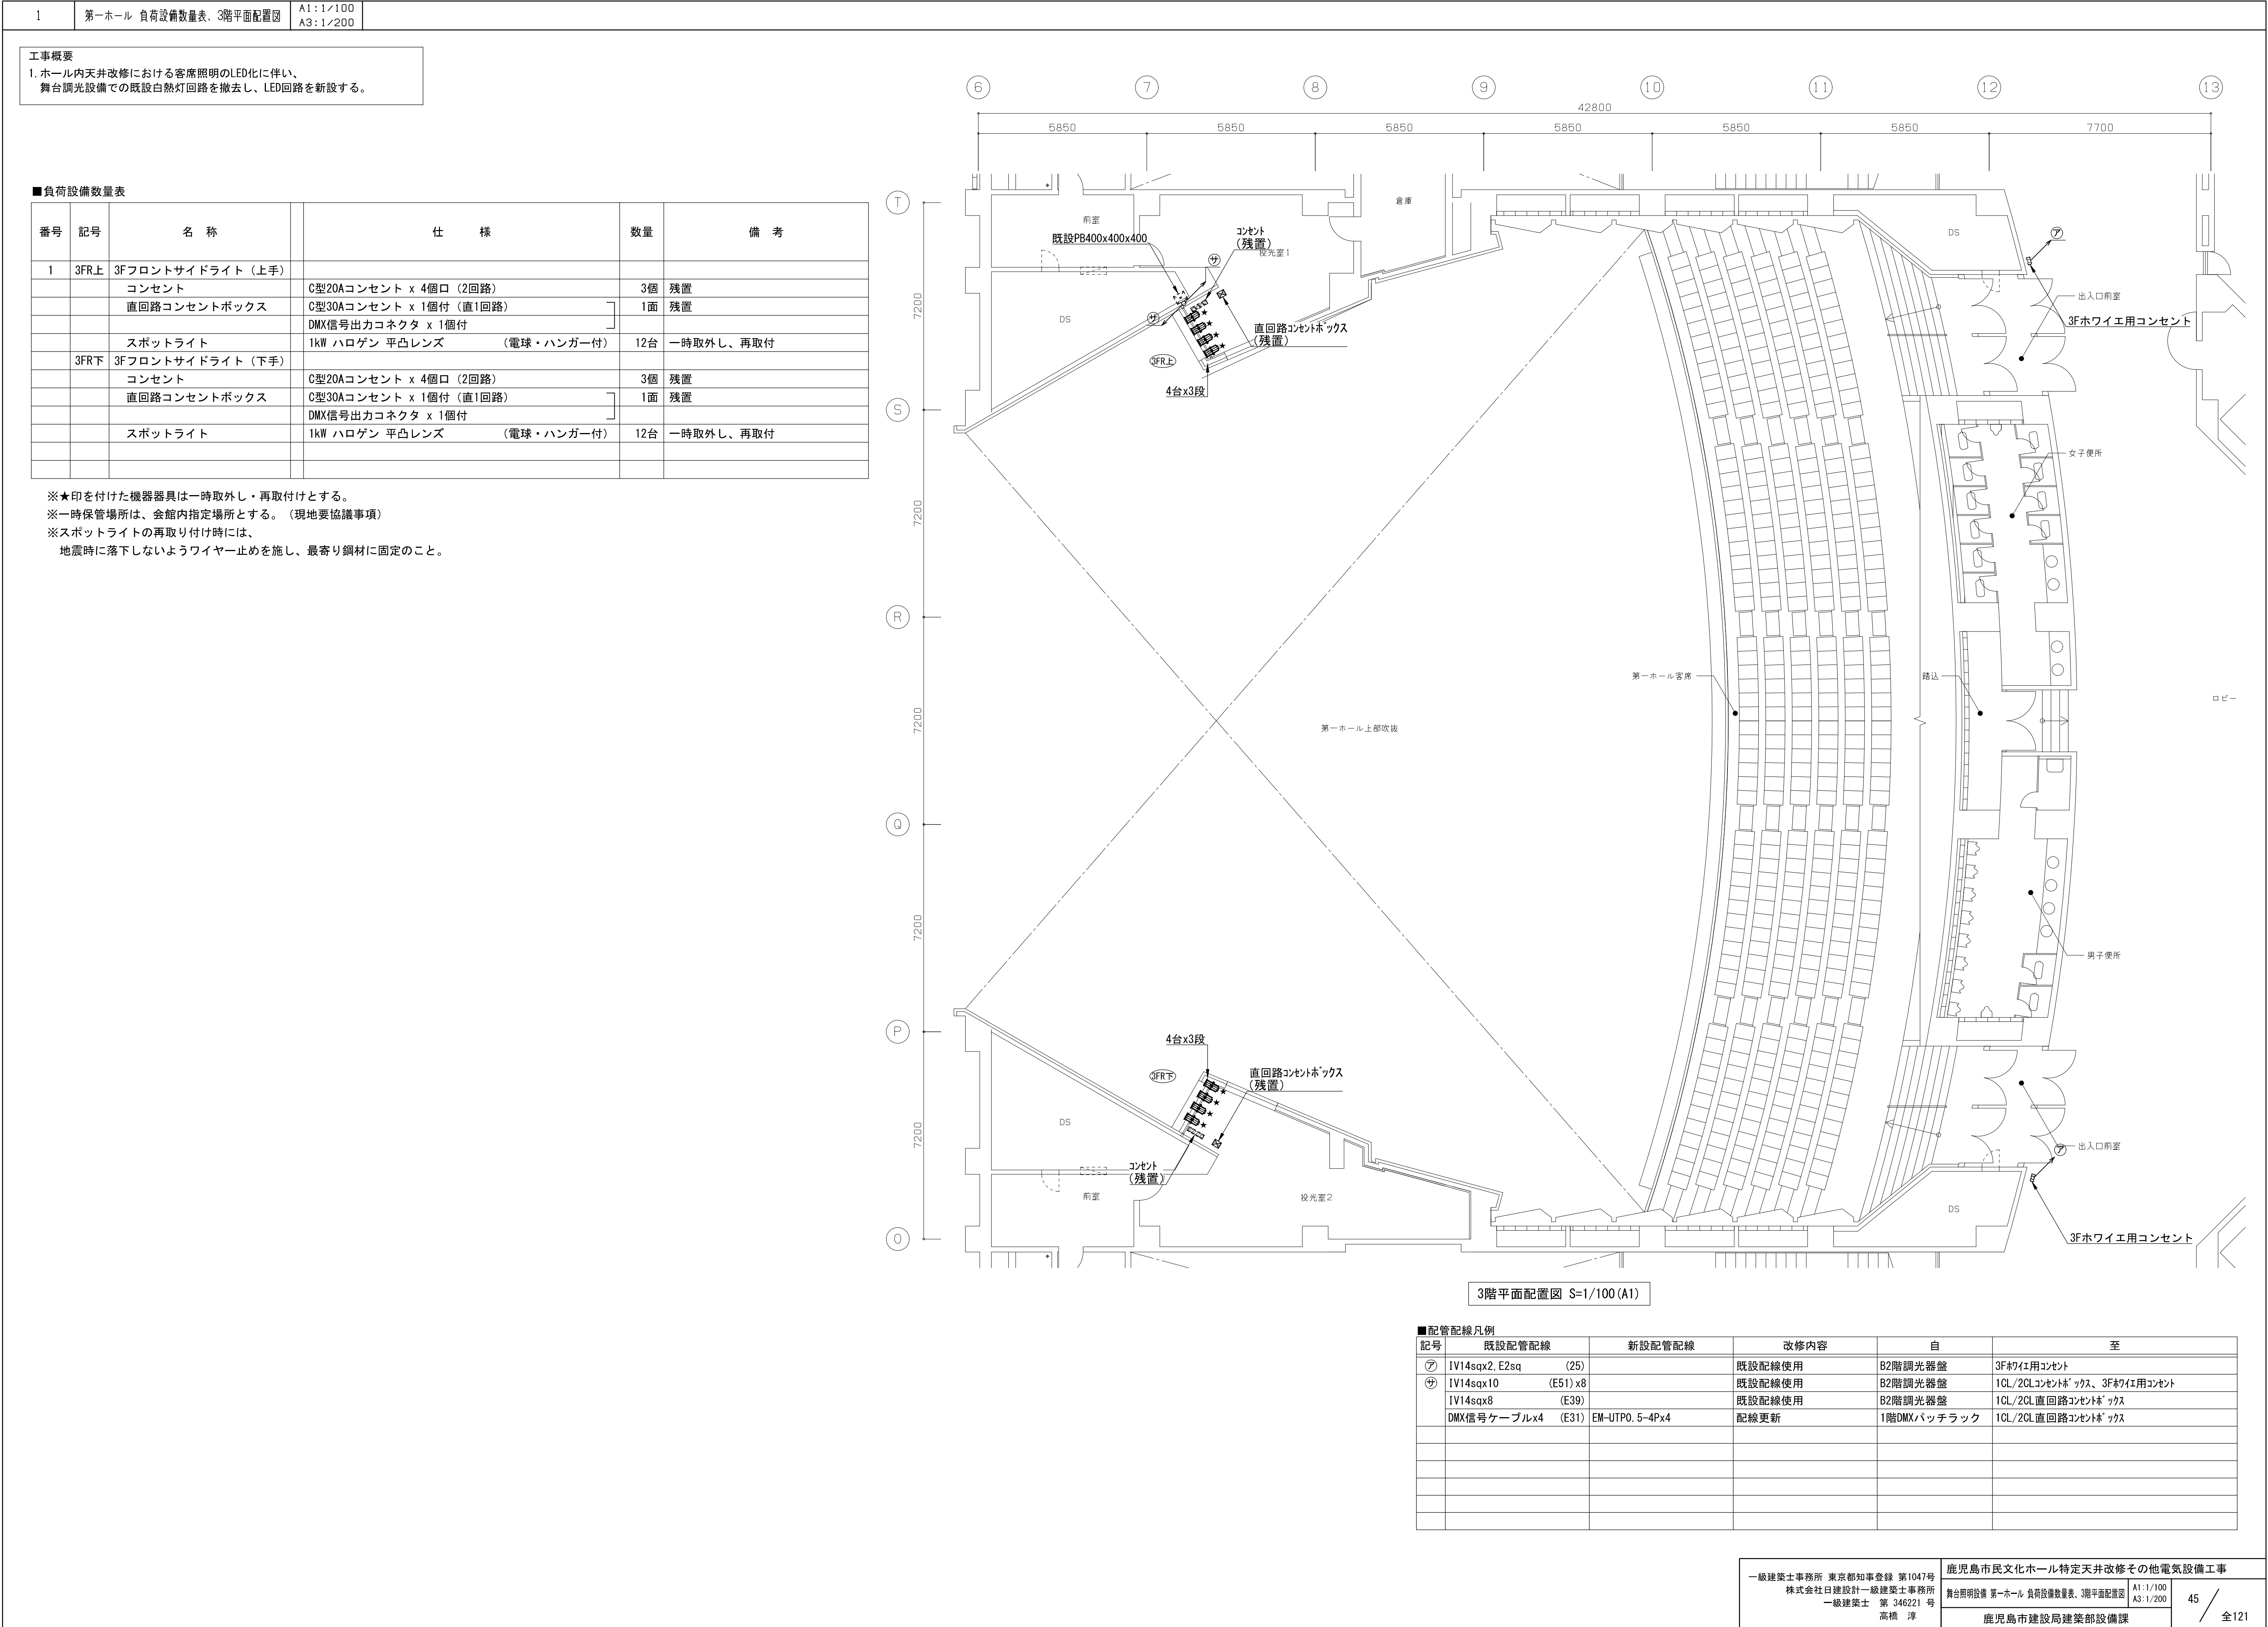 1 第一ホール 負荷設備数量表、3階平面配置図 A1:1/100
A3:1/200
工事概要
1. ホール内天井改修における客席照明のLED化に伴い、
舞台調光設備での既設白熱灯回路を撤去し、LED回路を新設する。
■負荷設備数量表
番号 記号 名 称 仕 様 数量 備 考
1 3FR上 3Fフロントサイドライト（上手）
コンセント C型20Aコンセント x 4個口（2回路） 3個 残置
直回路コンセントボックス C型30Aコンセント x 1個付（直1回路） 1面 残置
DMX信号出力コネクタ x 1個付
スポットライト 1kW ハロゲン 平凸レンズ （電球・ハンガー付） 12台 一時取外し、再取付
3FR下 3Fフロントサイドライト（下手）
コンセント C型20Aコンセント x 4個口（2回路） 3個 残置
直回路コンセントボックス C型30Aコンセント x 1個付（直1回路） 1面 残置
DMX信号出力コネクタ x 1個付
スポットライト 1kW ハロゲン 平凸レンズ （電球・ハンガー付） 12台 一時取外し、再取付
※★印を付けた機器器具は一時取外し・再取付けとする。
※一時保管場所は、会館内指定場所とする。（現地要協議事項）
※スポットライトの再取り付け時には、
地震時に落下しないようワイヤー止めを施し、最寄り鋼材に固定のこと。
6 7 8 9 10 11 12 13
42800
5850 5850 5850 5850 5850 5850 7700
T
S
R
Q
P
O
7200
7200
7200
7200
7200
前室
倉庫
既設PB400x400x400
コンセント
(残置)
投光室1
サ
サ
DS
直回路コンセントボックス
(残置)
3FR上
4台x3段
DS
ア
出入口前室
3Fホワイエ用コンセント
女子便所
第一ホール客席
踏込
ロビー
第一ホール上部吹抜
男子便所
4台x3段
3FR下
直回路コンセントボックス
(残置)
DS
コンセント
(残置)
前室
投光室2
出入口前室
ア
DS
3Fホワイエ用コンセント
3階平面配置図 S=1/100(A1)
■配管配線凡例
記号 既設配管配線 新設配管配線 改修内容 自 至
ア IV14sqx2,E2sq (25) 既設配線使用 B2階調光器盤 3Fホワイエ用コンセント
サ IV14sqx10 (E51)x8 既設配線使用 B2階調光器盤 1CL/2CLコンセントボックス、3Fホワイエ用コンセント
IV14sqx8 (E39) 既設配線使用 B2階調光器盤 1CL/2CL直回路コンセントボックス
DMX信号ケーブルx4 (E31) EM-UTP0.5-4Px4 配線更新 1階DMXパッチラック 1CL/2CL直回路コンセントボックス
一級建築士事務所 東京都知事登録 第1047号
株式会社日建設計一級建築士事務所
一級建築士 第 346221 号
高橋 淳
鹿児島市民文化ホール特定天井改修その他電気設備工事
舞台照明設備 第一ホール 負荷設備数量表、3階平面配置図 A1:1/100
A3:1/200
45/全121
鹿児島市建設局建築部設備課